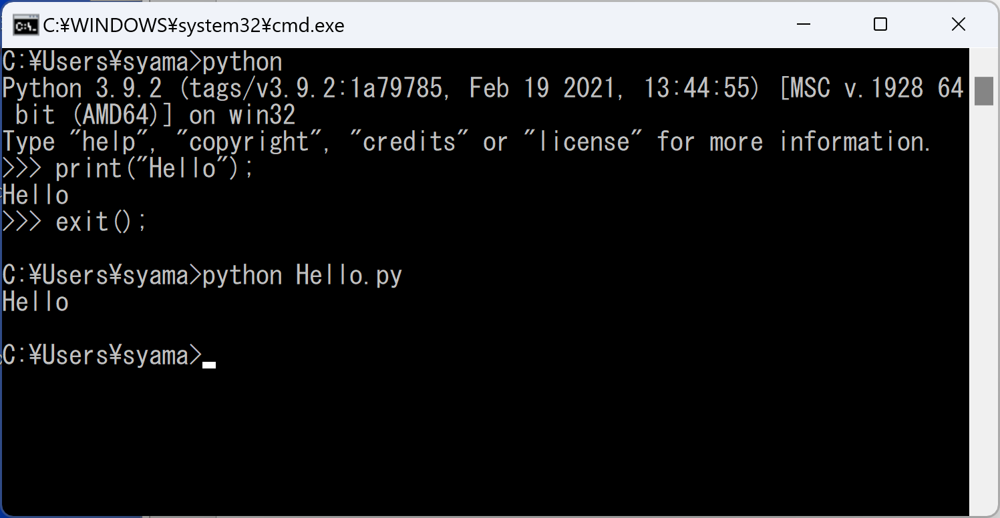 C:¥WINDOWS¥system32¥cmd.exe
C:¥Users¥syama>python
Python 3.9.2 (tags/v3.9.2:1a79785, Feb 19 2021, 13:44:55) [MSC v.1928 64
 bit (AMD64)] on win32
Type "help", "copyright", "credits" or "license" for more information.
>>> print("Hello");
Hello
>>> exit();
C:¥Users¥syama>python Hello.py
Hello
C:¥Users¥syama>